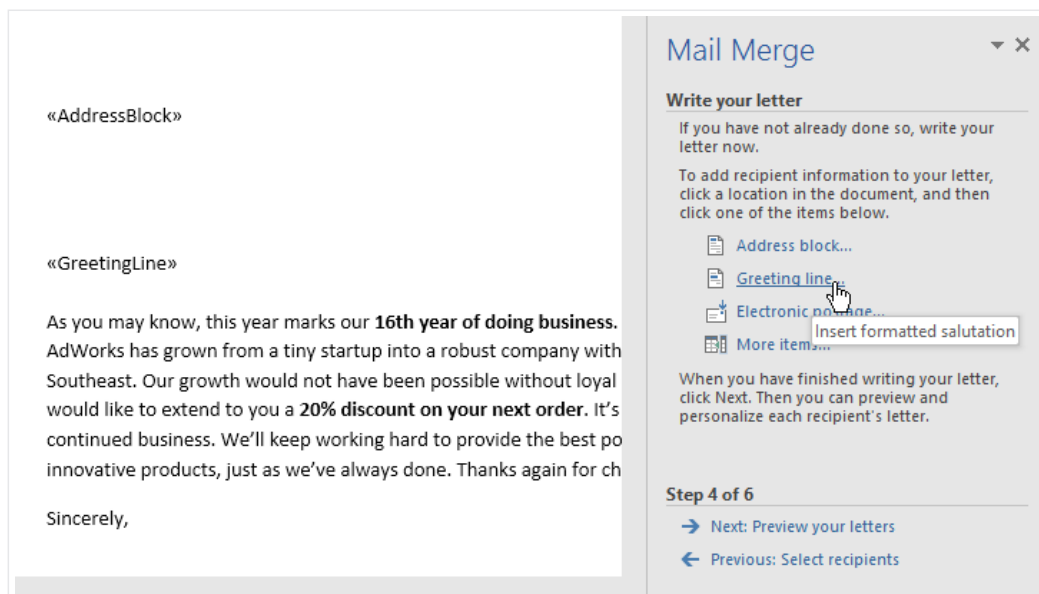 «AddressBlock»
«GreetingLine»
As you may know, this year marks our 16th year of doing business.
AdWorks has grown from a tiny startup into a robust company with
Southeast. Our growth would not have been possible without loyal
would like to extend to you a 20% discount on your next order. It's
continued business. We'll keep working hard to provide the best po
innovative products, just as we've always done. Thanks again for ch
Sincerely,
Mail Merge
Write your letter
If you have not already done so, write your
letter now.
To add recipient information to your letter,
click a location in the document, and then
click one of the items below.
Address block...
Greeting line...
Electronic
Insert formatted salutation
More items...
When you have finished writing your letter,
click Next. Then you can preview and
personalize each recipient's letter.
Step 4 of 6
Next: Preview your letters
Previous: Select recipients